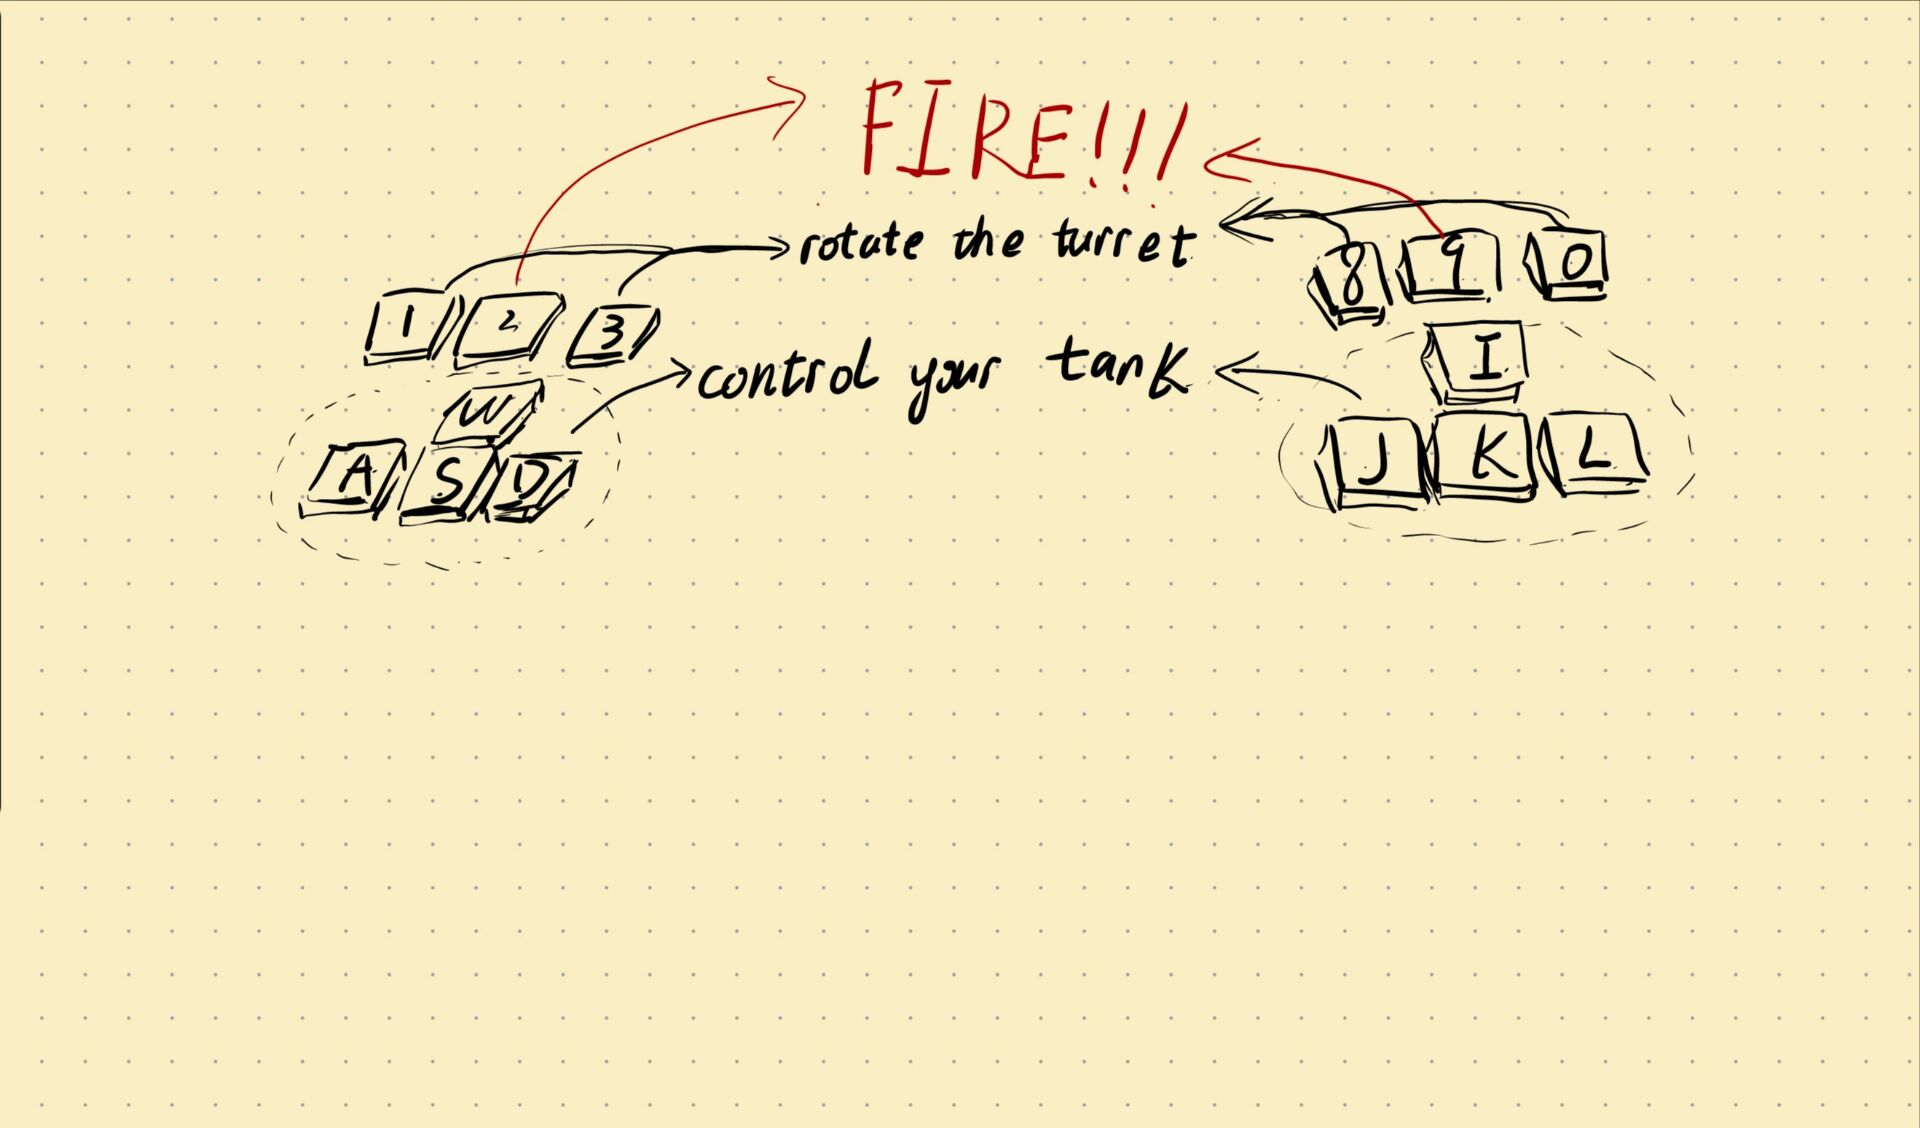 FIRE!!!
rotate the turret
8 9 0
1 2 3
control your tank
I
W
A S D
J K L